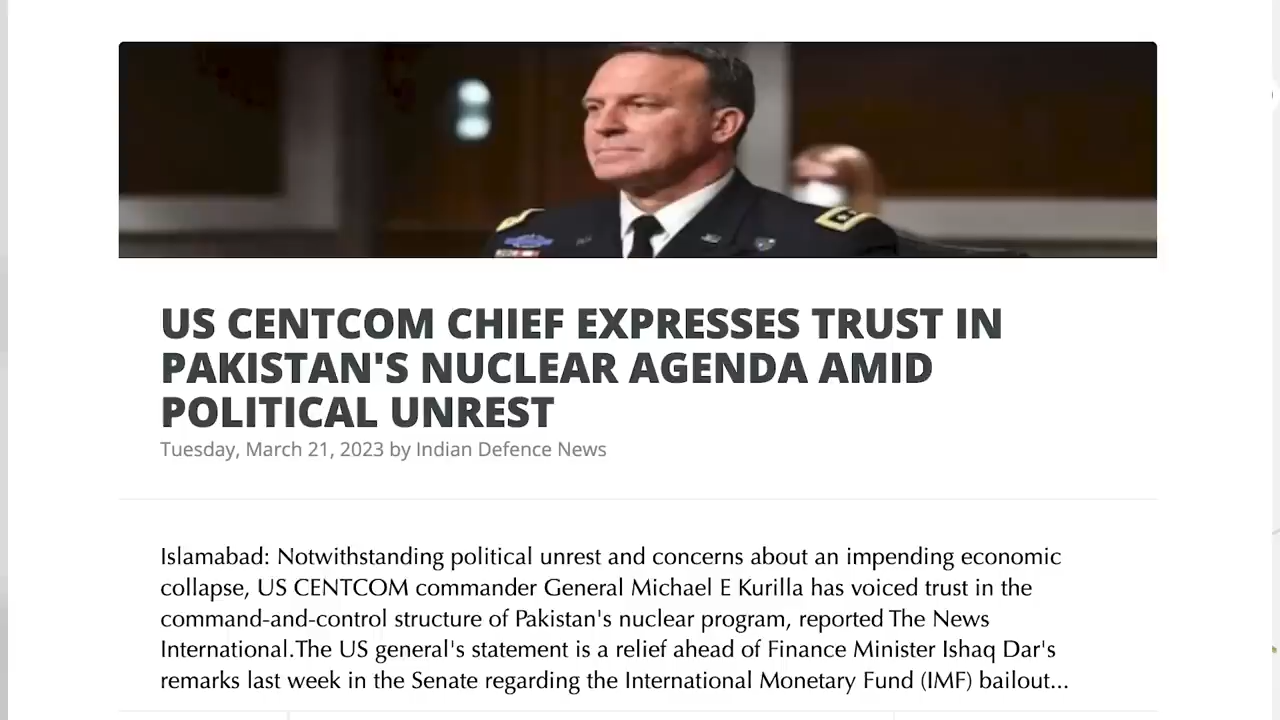 US CENTCOM CHIEF EXPRESSES TRUST IN
PAKISTAN'S NUCLEAR AGENDA AMID
POLITICAL UNREST
Tuesday, March 21, 2023 by Indian Defence News
Islamabad: Notwithstanding political unrest and concerns about an impending economic
collapse, US CENTCOM commander General Michael E Kurilla has voiced trust in the
command-and-control structure of Pakistan's nuclear program, reported The News
International.The US general's statement is a relief ahead of Finance Minister Ishaq Dar's
remarks last week in the Senate regarding the International Monetary Fund (IMF) bailout...